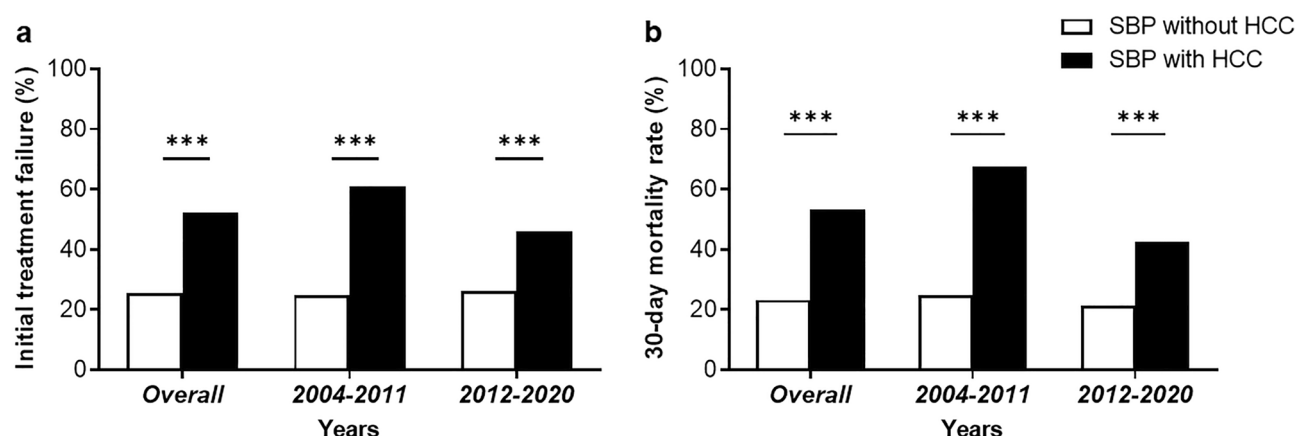 a
Initial treatment failure (%)
100
80
60
40
20
0
***
***
***
Overall
2004-2011
2012-2020
Years
b
SBP without HCC
SBP with HCC
30-day mortality rate (%)
100
80
60
40
20
0
***
***
***
Overall
2004-2011
2012-2020
Years